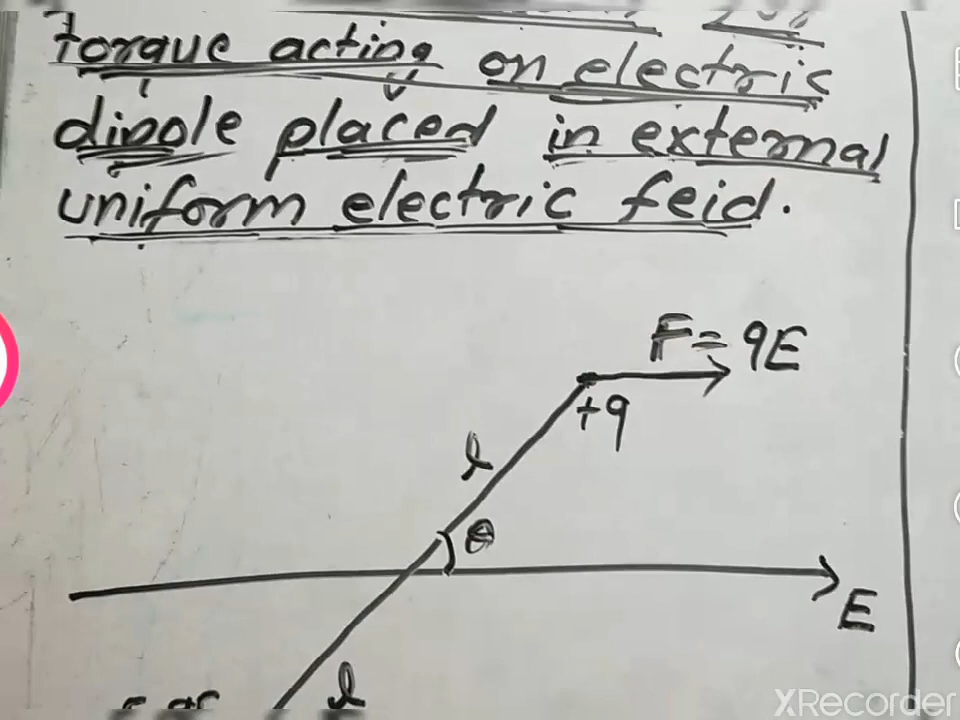 torque acting on electric
dipole placed in external
uniform electric feid.
F = qE
+q
l
θ
E
l
XRecorder